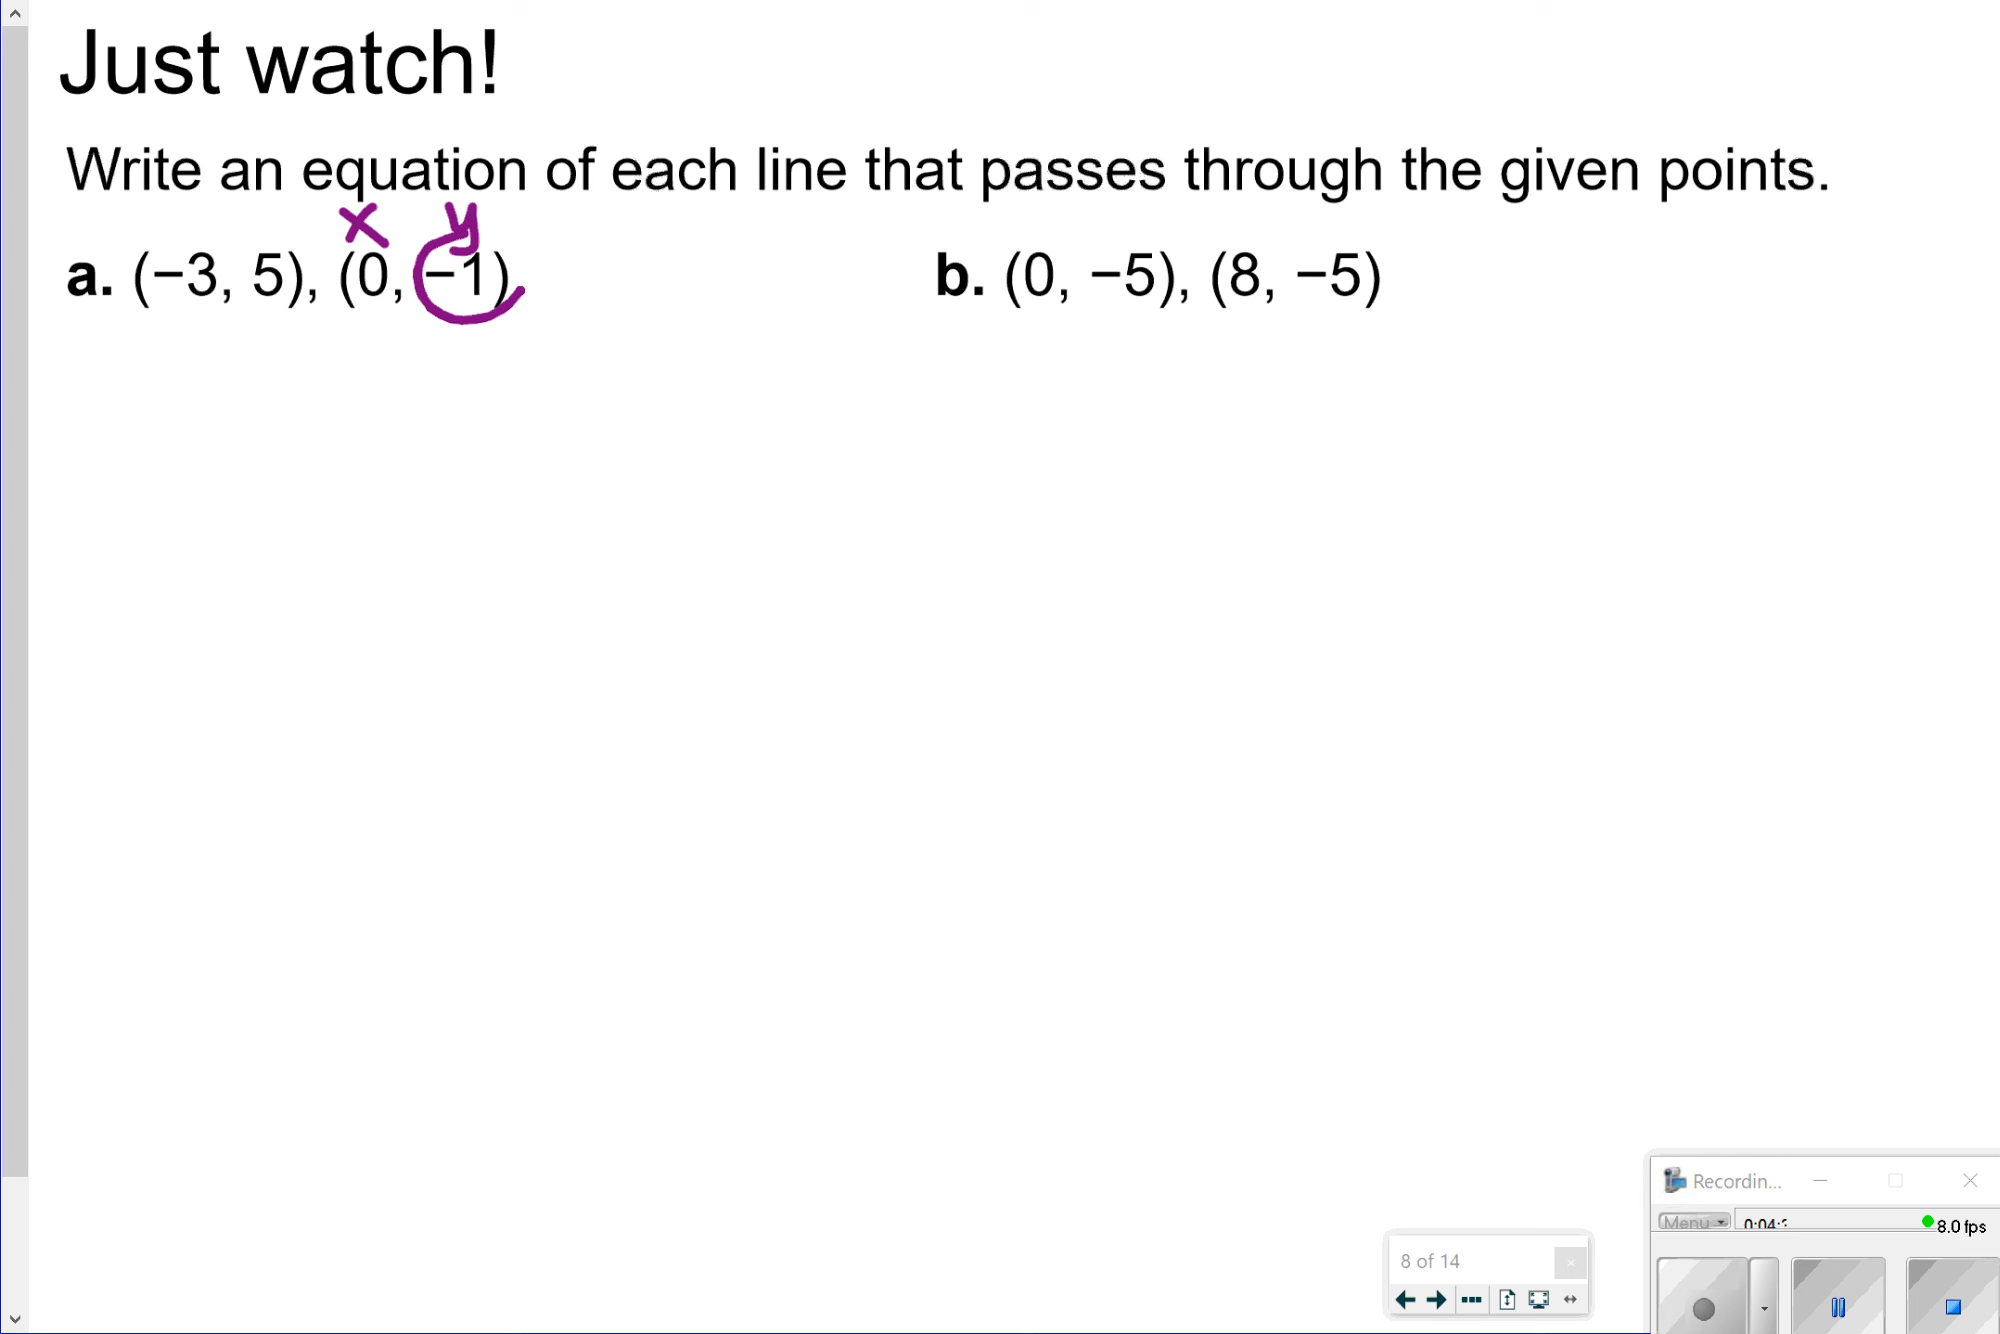 Just watch!
Write an equation of each line that passes through the given points.
x y
a. (−3, 5), (0, −1) b. (0, −5), (8, −5)
Recordin...
Menu
8.0 fps
8 of 14